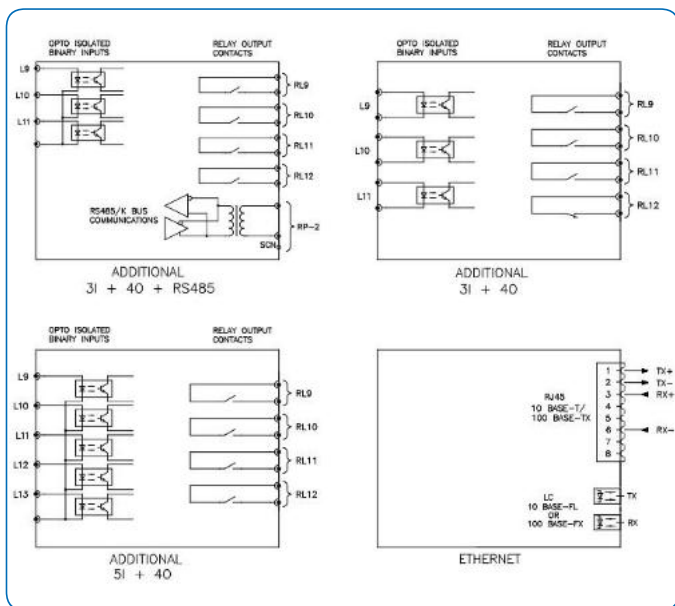 OPTO ISOLATED
BINARY INPUTS
RELAY OUTPUT
CONTACTS
L9
L10
L11
RL9
RL10
RL11
RL12
RS485/K BUS
COMMUNICATIONS
RP-2
SCN
ADDITIONAL
3I + 4O + RS485
OPTO ISOLATED
BINARY INPUTS
RELAY OUTPUT
CONTACTS
L9
L10
L11
RL9
RL10
RL11
RL12
ADDITIONAL
3I + 4O
OPTO ISOLATED
BINARY INPUTS
RELAY OUTPUT
CONTACTS
L9
L10
L11
L12
L13
RL9
RL10
RL11
RL12
ADDITIONAL
5I + 4O
RJ45
10 BASE-T/
100 BASE-TX
1 TX+
2 TX-
3 RX+
4
5
6 RX-
7
8
LC
10 BASE-FL
OR
100 BASE-FX
TX
RX
ETHERNET